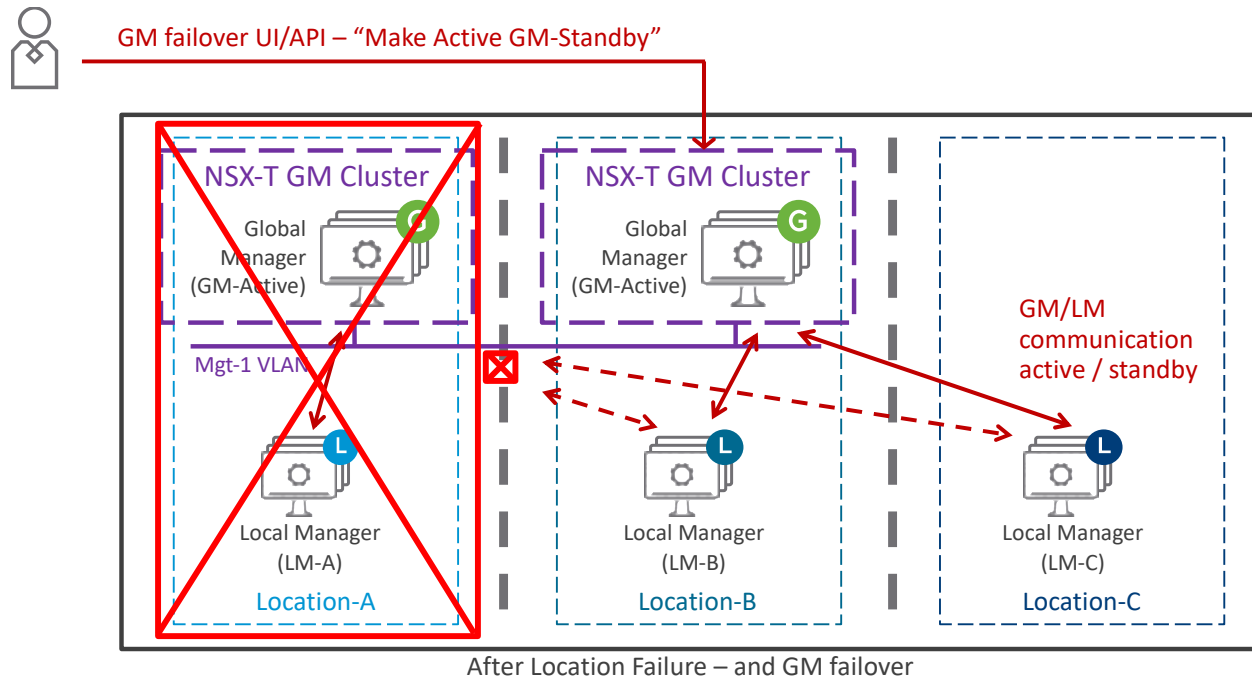 GM failover UI/API – “Make Active GM-Standby”
NSX-T GM Cluster
G
Global
Manager
(GM-Active)
Mgt-1 VLAN
L
Local Manager
(LM-A)
Location-A
NSX-T GM Cluster
G
Global
Manager
(GM-Active)
L
Local Manager
(LM-B)
Location-B
GM/LM
communication
active / standby
L
Local Manager
(LM-C)
Location-C
After Location Failure – and GM failover